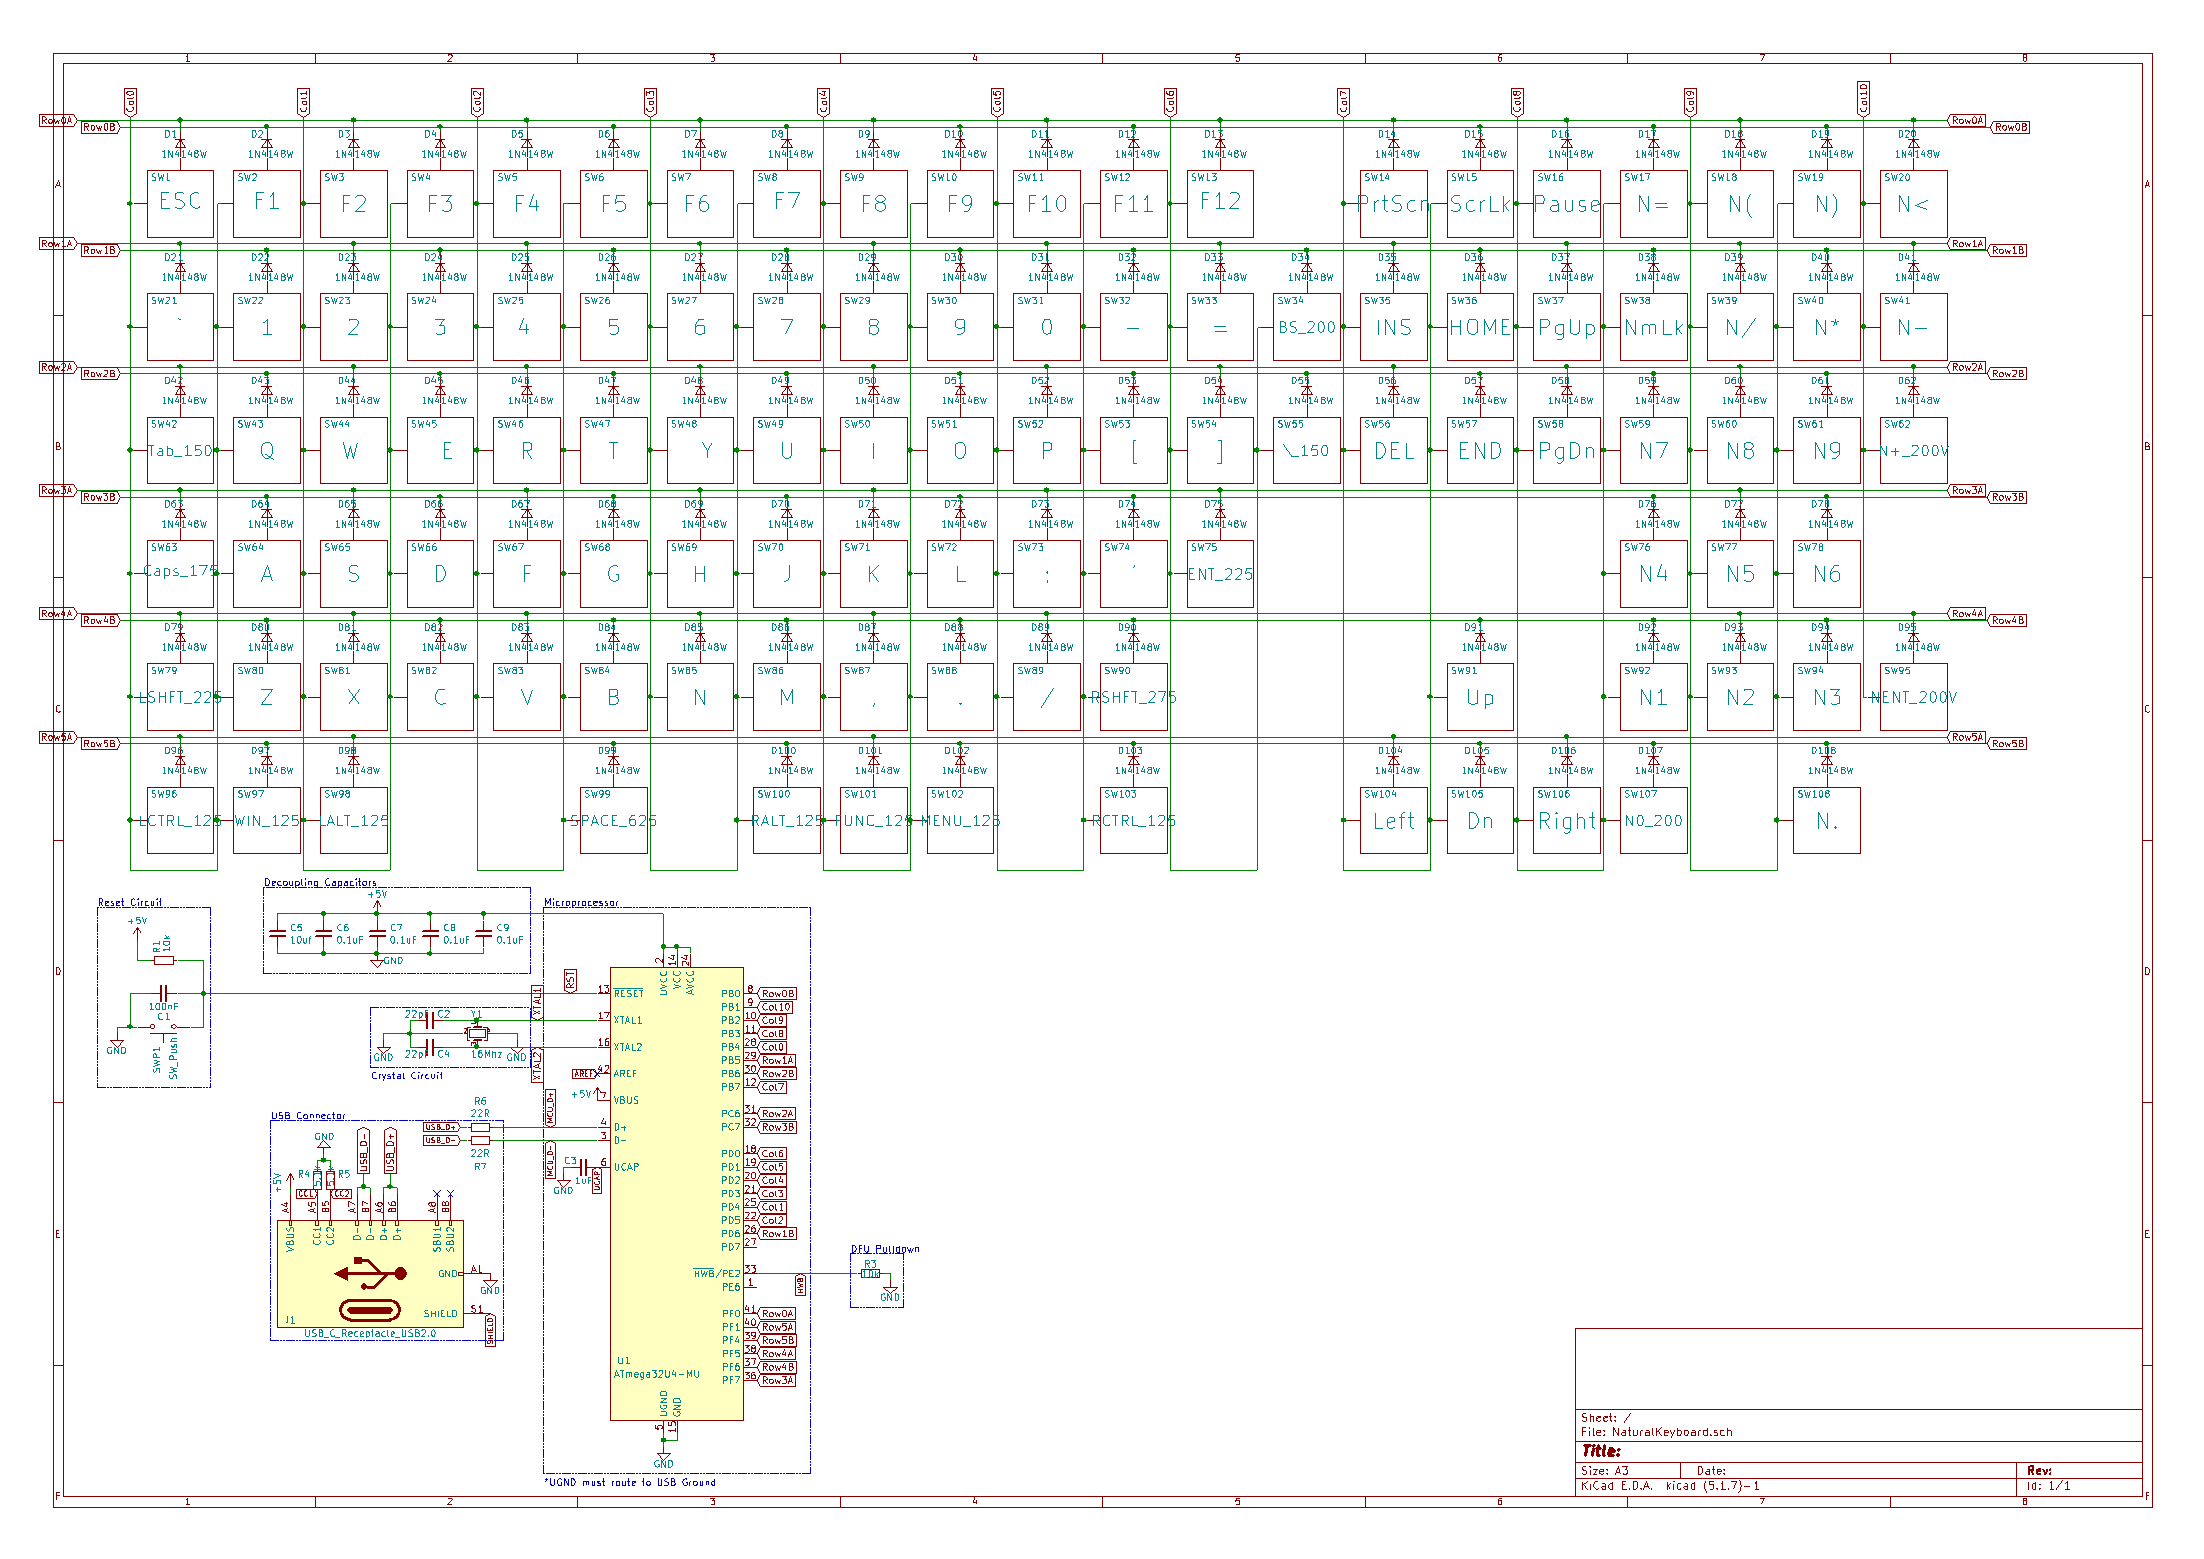 1 2 3 4 5 6 7 8
Col0 Col1 Col2 Col3 Col4 Col5 Col6 Col7 Col8 Col9 Col10
Row0A Row0A
Row0B Row0B
D1 D2 D3 D4 D5 D6 D7 D8 D9 D10 D11 D12 D13 D14 D15 D16 D17 D18 D19 D20
1N4148W 1N4148W 1N4148W 1N4148W 1N4148W 1N4148W 1N4148W 1N4148W 1N4148W 1N4148W 1N4148W 1N4148W 1N4148W 1N4148W 1N4148W 1N4148W 1N4148W 1N4148W 1N4148W 1N4148W
SW1 SW2 SW3 SW4 SW5 SW6 SW7 SW8 SW9 SW10 SW11 SW12 SW13 SW14 SW15 SW16 SW17 SW18 SW19 SW20
A A
ESC F1 F2 F3 F4 F5 F6 F7 F8 F9 F10 F11 F12 PrtScn ScrLk Pause N= N( N) N<
Row1A Row1A
Row1B Row1B
D21 D22 D23 D24 D25 D26 D27 D28 D29 D30 D31 D32 D33 D34 D35 D36 D37 D38 D39 D40 D41
1N4148W 1N4148W 1N4148W 1N4148W 1N4148W 1N4148W 1N4148W 1N4148W 1N4148W 1N4148W 1N4148W 1N4148W 1N4148W 1N4148W 1N4148W 1N4148W 1N4148W 1N4148W 1N4148W 1N4148W 1N4148W
SW21 SW22 SW23 SW24 SW25 SW26 SW27 SW28 SW29 SW30 SW31 SW32 SW33 SW34 SW35 SW36 SW37 SW38 SW39 SW40 SW41
` 1 2 3 4 5 6 7 8 9 0 - = BS_200 INS HOME PgUp NmLk N/ N* N-
Row2A Row2A
Row2B Row2B
D42 D43 D44 D45 D46 D47 D48 D49 D50 D51 D52 D53 D54 D55 D56 D57 D58 D59 D60 D61 D62
1N4148W 1N4148W 1N4148W 1N4148W 1N4148W 1N4148W 1N4148W 1N4148W 1N4148W 1N4148W 1N4148W 1N4148W 1N4148W 1N4148W 1N4148W 1N4148W 1N4148W 1N4148W 1N4148W 1N4148W 1N4148W
SW42 SW43 SW44 SW45 SW46 SW47 SW48 SW49 SW50 SW51 SW52 SW53 SW54 SW55 SW56 SW57 SW58 SW59 SW60 SW61 SW62
B B
Tab_150 Q W E R T Y U I O P [ ] \_150 DEL END PgDn N7 N8 N9 N+_200V
Row3A Row3A
Row3B Row3B
D63 D64 D65 D66 D67 D68 D69 D70 D71 D72 D73 D74 D75 D76 D77 D78
1N4148W 1N4148W 1N4148W 1N4148W 1N4148W 1N4148W 1N4148W 1N4148W 1N4148W 1N4148W 1N4148W 1N4148W 1N4148W 1N4148W 1N4148W 1N4148W
SW63 SW64 SW65 SW66 SW67 SW68 SW69 SW70 SW71 SW72 SW73 SW74 SW75 SW76 SW77 SW78
Caps_175 A S D F G H J K L ; ' ENT_225 N4 N5 N6
Row4A Row4A
Row4B Row4B
D79 D80 D81 D82 D83 D84 D85 D86 D87 D88 D89 D90 D91 D92 D93 D94 D95
1N4148W 1N4148W 1N4148W 1N4148W 1N4148W 1N4148W 1N4148W 1N4148W 1N4148W 1N4148W 1N4148W 1N4148W 1N4148W 1N4148W 1N4148W 1N4148W 1N4148W
SW79 SW80 SW81 SW82 SW83 SW84 SW85 SW86 SW87 SW88 SW89 SW90 SW91 SW92 SW93 SW94 SW95
LSHFT_225 Z X C V B N M , . / RSHFT_275 Up N1 N2 N3 NENT_200V
C C
Row5A Row5A
Row5B Row5B
D96 D97 D98 D99 D100 D101 D102 D103 D104 D105 D106 D107 D108
1N4148W 1N4148W 1N4148W 1N4148W 1N4148W 1N4148W 1N4148W 1N4148W 1N4148W 1N4148W 1N4148W 1N4148W 1N4148W
SW96 SW97 SW98 SW99 SW100 SW101 SW102 SW103 SW104 SW105 SW106 SW107 SW108
LCTRL_125 WIN_125 LALT_125 SPACE_625 RALT_125 FUNC_125 MENU_125 RCTRL_125 Left Dn Right N0_200 N.
Reset Circuit
+5V
R1
10k
100nF
C1
GND
SWP1
SW_Push
Decoupling Capacitors
+5V
C5 C6 C7 C8 C9
10uf 0.1uF 0.1uF 0.1uF 0.1uF
GND
D D
22pF C2 Y1
GND GND
22pF C4 16Mhz
Crystal Circuit
XTAL1
XTAL2
Microprocessor
RST
2 14 24
UVCC VCC AVCC
13 RESET
17 XTAL1
16 XTAL2
AREF 42 AREF
+5V 7 VBUS
MCU_D+
4 D+
3 D-
MCU_D-
C3 6 UCAP
1uF
GND
UCAP
PB0 8 Row0B
PB1 9 Col10
PB2 10 Col9
PB3 11 Col8
PB4 28 Col0
PB5 29 Row1A
PB6 30 Row2B
PB7 12 Col7
PC6 31 Row2A
PC7 32 Row3B
PD0 18 Col6
PD1 19 Col5
PD2 20 Col4
PD3 21 Col3
PD4 25 Col1
PD5 22 Col2
PD6 26 Row1B
PD7 27
HWB/PE2 33
PE6 1
HWB
PF0 41 Row0A
PF1 40 Row5A
PF4 39 Row5B
PF5 38 Row4A
PF6 37 Row4B
PF7 36 Row3A
U1
ATmega32U4-MU
UGND GND
5 15
GND
*UGND must route to USB Ground
DFU Pulldown
R3
10k
GND
R6
22R
USB_D+
USB_D-
22R
R7
USB Connector
GND
USB_D- USB_D+
+5V
R4 R5
5.1k 5.1k
CC1 CC2
A4 A5 B5 A7 B7 A6 B6 A8 B8
VBUS CC1 CC2 D- D- D+ D+ SBU1 SBU2
GND A1
GND
SHIELD S1
SHIELD
J1
USB_C_Receptacle_USB2.0
E E
Sheet: /
File: NaturalKeyboard.sch
Title:
Size: A3 Date: Rev:
KiCad E.D.A. kicad (5.1.7)-1 Id: 1/1
F F
1 2 3 4 5 6 7 8